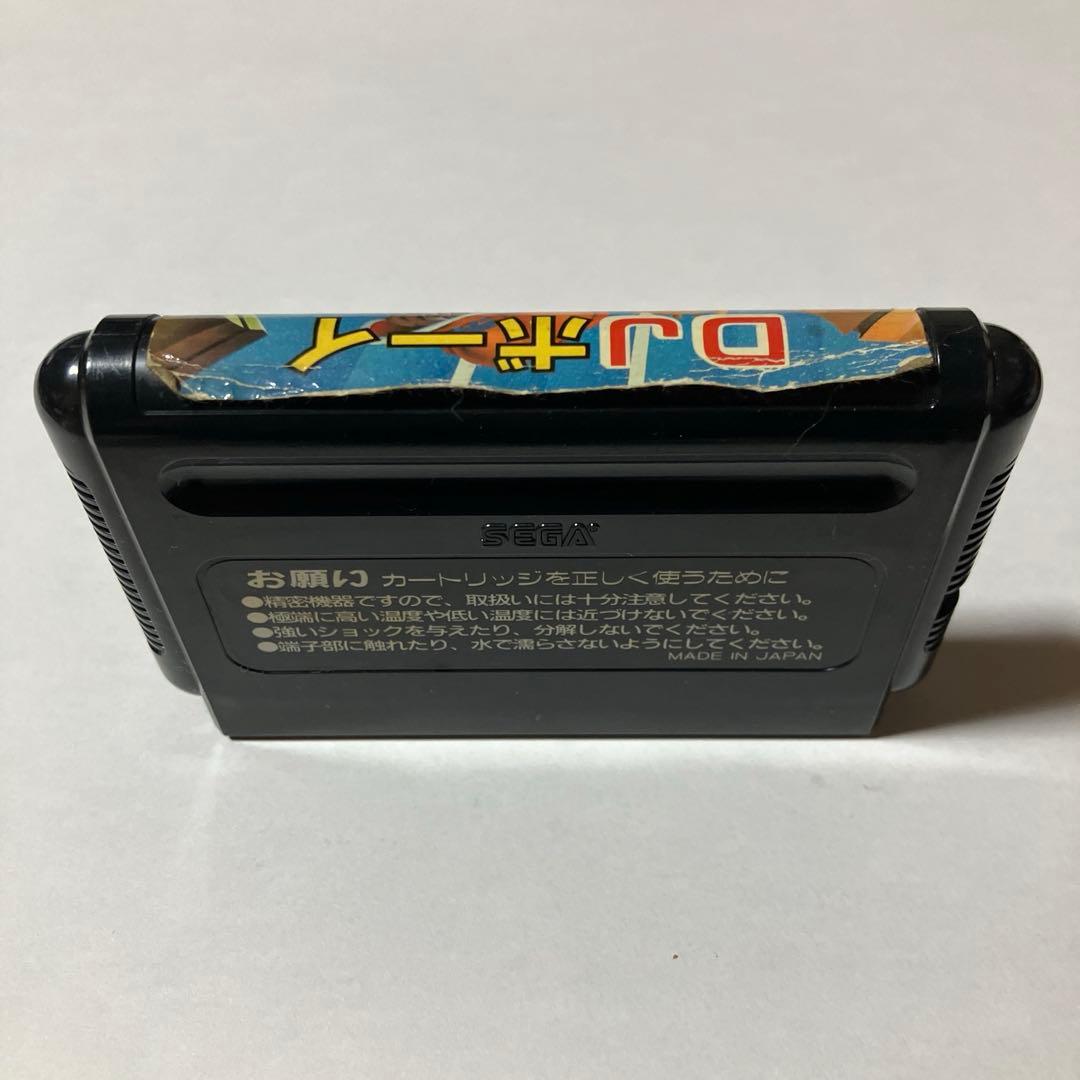 DJボーイ
SEGA
お願い カートリッジを正しく使うために
●精密機器ですので、取扱いには十分注意してください。
●極端に高い温度や低い温度には近づけないでください。
●強いショックを与えたり、分解しないでください。
●端子部に触れたり、水で濡らさないようにしてください。
MADE IN JAPAN